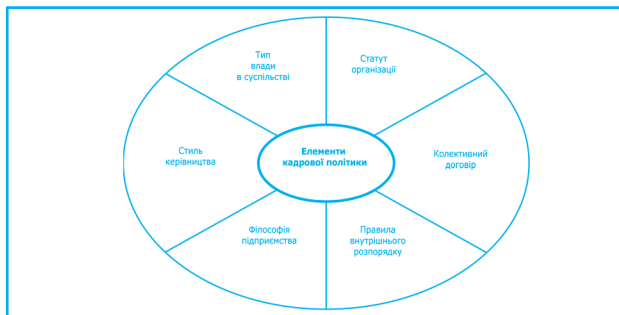 Тип
влади
в суспільстві
Статут
організації
Стиль
керівництва
Елементи
кадрової політики
Колективний
договір
Філософія
підприємства
Правила
внутрішнього
розпорядку